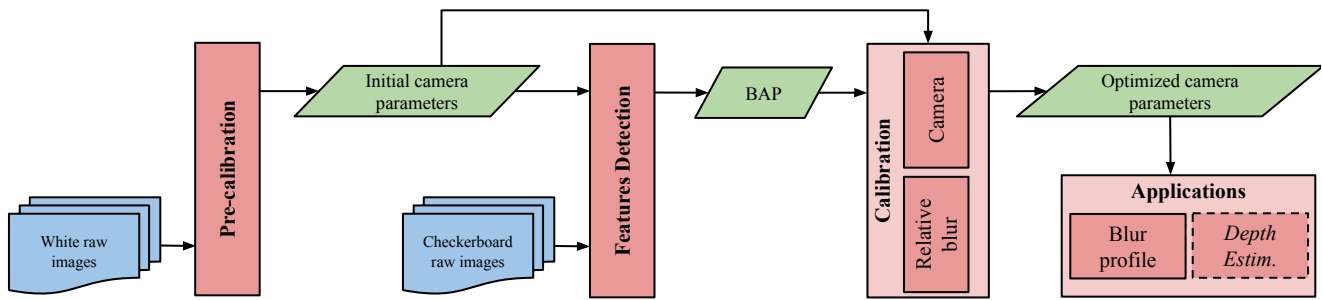 White raw
images
Pre-calibration
Initial camera
parameters
Checkerboard
raw images
Features Detection
BAP
Calibration
Camera
Relative
blur
Optimized camera
parameters
Applications
Blur
profile
Depth
Estim.